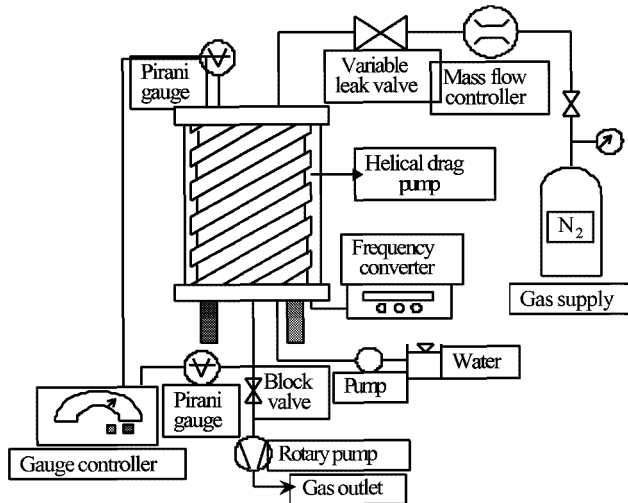 Pirani
gauge
Variable
leak valve
Mass flow
controller
Helical drag
pump
N2
Frequency
converter
Gas supply
Water
Pump
Block
valve
Pirani
gauge
Gauge controller
Rotary pump
Gas outlet